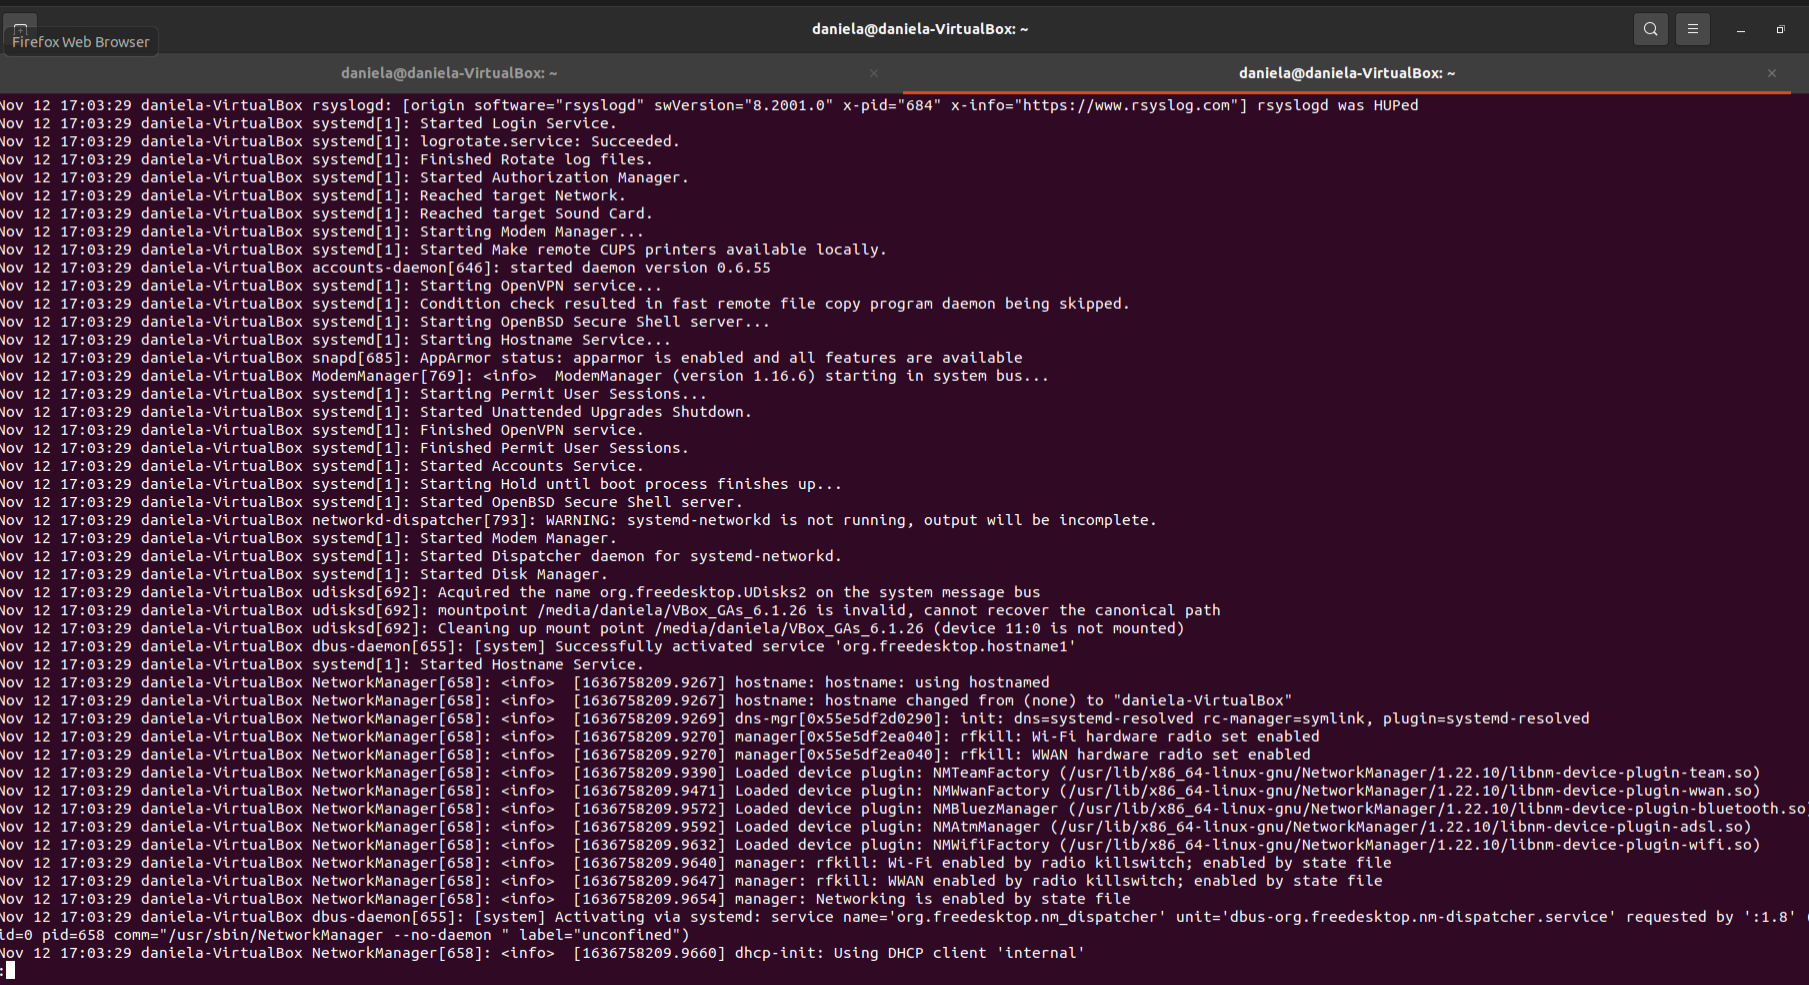 daniela@daniela-VirtualBox: ~
Firefox Web Browser
daniela@daniela-VirtualBox: ~
daniela@daniela-VirtualBox: ~
Nov 12 17:03:29 daniela-VirtualBox rsyslogd: [origin software="rsyslogd" swVersion="8.2001.0" x-pid="684" x-info="https://www.rsyslog.com"] rsyslogd was HUPed
Nov 12 17:03:29 daniela-VirtualBox systemd[1]: Started Login Service.
Nov 12 17:03:29 daniela-VirtualBox systemd[1]: logrotate.service: Succeeded.
Nov 12 17:03:29 daniela-VirtualBox systemd[1]: Finished Rotate log files.
Nov 12 17:03:29 daniela-VirtualBox systemd[1]: Started Authorization Manager.
Nov 12 17:03:29 daniela-VirtualBox systemd[1]: Reached target Network.
Nov 12 17:03:29 daniela-VirtualBox systemd[1]: Reached target Sound Card.
Nov 12 17:03:29 daniela-VirtualBox systemd[1]: Starting Modem Manager...
Nov 12 17:03:29 daniela-VirtualBox systemd[1]: Started Make remote CUPS printers available locally.
Nov 12 17:03:29 daniela-VirtualBox accounts-daemon[646]: started daemon version 0.6.55
Nov 12 17:03:29 daniela-VirtualBox systemd[1]: Starting OpenVPN service...
Nov 12 17:03:29 daniela-VirtualBox systemd[1]: Condition check resulted in fast remote file copy program daemon being skipped.
Nov 12 17:03:29 daniela-VirtualBox systemd[1]: Starting OpenBSD Secure Shell server...
Nov 12 17:03:29 daniela-VirtualBox systemd[1]: Starting Hostname Service...
Nov 12 17:03:29 daniela-VirtualBox snapd[685]: AppArmor status: apparmor is enabled and all features are available
Nov 12 17:03:29 daniela-VirtualBox ModemManager[769]: <info>  ModemManager (version 1.16.6) starting in system bus...
Nov 12 17:03:29 daniela-VirtualBox systemd[1]: Starting Permit User Sessions...
Nov 12 17:03:29 daniela-VirtualBox systemd[1]: Started Unattended Upgrades Shutdown.
Nov 12 17:03:29 daniela-VirtualBox systemd[1]: Finished OpenVPN service.
Nov 12 17:03:29 daniela-VirtualBox systemd[1]: Finished Permit User Sessions.
Nov 12 17:03:29 daniela-VirtualBox systemd[1]: Started Accounts Service.
Nov 12 17:03:29 daniela-VirtualBox systemd[1]: Starting Hold until boot process finishes up...
Nov 12 17:03:29 daniela-VirtualBox systemd[1]: Started OpenBSD Secure Shell server.
Nov 12 17:03:29 daniela-VirtualBox networkd-dispatcher[793]: WARNING: systemd-networkd is not running, output will be incomplete.
Nov 12 17:03:29 daniela-VirtualBox systemd[1]: Started Modem Manager.
Nov 12 17:03:29 daniela-VirtualBox systemd[1]: Started Dispatcher daemon for systemd-networkd.
Nov 12 17:03:29 daniela-VirtualBox systemd[1]: Started Disk Manager.
Nov 12 17:03:29 daniela-VirtualBox udisksd[692]: Acquired the name org.freedesktop.UDisks2 on the system message bus
Nov 12 17:03:29 daniela-VirtualBox udisksd[692]: mountpoint /media/daniela/VBox_GAs_6.1.26 is invalid, cannot recover the canonical path
Nov 12 17:03:29 daniela-VirtualBox udisksd[692]: Cleaning up mount point /media/daniela/VBox_GAs_6.1.26 (device 11:0 is not mounted)
Nov 12 17:03:29 daniela-VirtualBox dbus-daemon[655]: [system] Successfully activated service 'org.freedesktop.hostname1'
Nov 12 17:03:29 daniela-VirtualBox systemd[1]: Started Hostname Service.
Nov 12 17:03:29 daniela-VirtualBox NetworkManager[658]: <info>  [1636758209.9267] hostname: hostname: using hostnamed
Nov 12 17:03:29 daniela-VirtualBox NetworkManager[658]: <info>  [1636758209.9267] hostname: hostname changed from (none) to "daniela-VirtualBox"
Nov 12 17:03:29 daniela-VirtualBox NetworkManager[658]: <info>  [1636758209.9269] dns-mgr[0x55e5df2d0290]: init: dns=systemd-resolved rc-manager=symlink, plugin=systemd-resolved
Nov 12 17:03:29 daniela-VirtualBox NetworkManager[658]: <info>  [1636758209.9270] manager[0x55e5df2ea040]: rfkill: Wi-Fi hardware radio set enabled
Nov 12 17:03:29 daniela-VirtualBox NetworkManager[658]: <info>  [1636758209.9270] manager[0x55e5df2ea040]: rfkill: WWAN hardware radio set enabled
Nov 12 17:03:29 daniela-VirtualBox NetworkManager[658]: <info>  [1636758209.9390] Loaded device plugin: NMTeamFactory (/usr/lib/x86_64-linux-gnu/NetworkManager/1.22.10/libnm-device-plugin-team.so)
Nov 12 17:03:29 daniela-VirtualBox NetworkManager[658]: <info>  [1636758209.9471] Loaded device plugin: NMWwanFactory (/usr/lib/x86_64-linux-gnu/NetworkManager/1.22.10/libnm-device-plugin-wwan.so)
Nov 12 17:03:29 daniela-VirtualBox NetworkManager[658]: <info>  [1636758209.9572] Loaded device plugin: NMBluezManager (/usr/lib/x86_64-linux-gnu/NetworkManager/1.22.10/libnm-device-plugin-bluetooth.so)
Nov 12 17:03:29 daniela-VirtualBox NetworkManager[658]: <info>  [1636758209.9592] Loaded device plugin: NMAtmManager (/usr/lib/x86_64-linux-gnu/NetworkManager/1.22.10/libnm-device-plugin-adsl.so)
Nov 12 17:03:29 daniela-VirtualBox NetworkManager[658]: <info>  [1636758209.9632] Loaded device plugin: NMWifiFactory (/usr/lib/x86_64-linux-gnu/NetworkManager/1.22.10/libnm-device-plugin-wifi.so)
Nov 12 17:03:29 daniela-VirtualBox NetworkManager[658]: <info>  [1636758209.9640] manager: rfkill: Wi-Fi enabled by radio killswitch; enabled by state file
Nov 12 17:03:29 daniela-VirtualBox NetworkManager[658]: <info>  [1636758209.9647] manager: rfkill: WWAN enabled by radio killswitch; enabled by state file
Nov 12 17:03:29 daniela-VirtualBox NetworkManager[658]: <info>  [1636758209.9654] manager: Networking is enabled by state file
Nov 12 17:03:29 daniela-VirtualBox dbus-daemon[655]: [system] Activating via systemd: service name='org.freedesktop.nm_dispatcher' unit='dbus-org.freedesktop.nm-dispatcher.service' requested by ':1.8' (
id=0 pid=658 comm="/usr/sbin/NetworkManager --no-daemon " label="unconfined")
Nov 12 17:03:29 daniela-VirtualBox NetworkManager[658]: <info>  [1636758209.9660] dhcp-init: Using DHCP client 'internal'
: